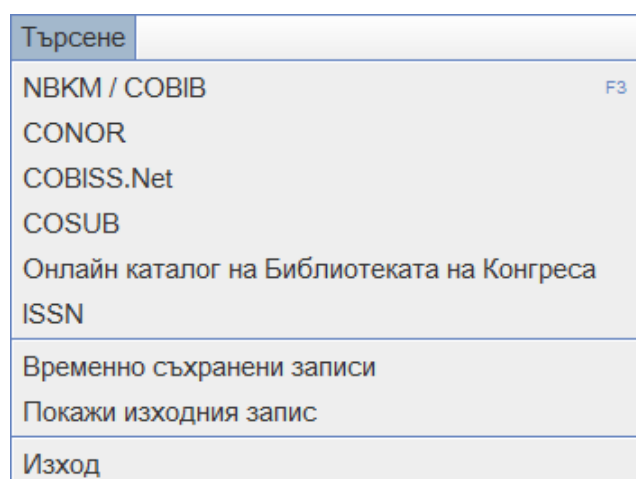 Търсене
NBKM / COBIB F3
CONOR
COBISS.Net
COSUB
Онлайн каталог на Библиотеката на Конгреса
ISSN
Временно съхранени записи
Покажи изходния запис
Изход